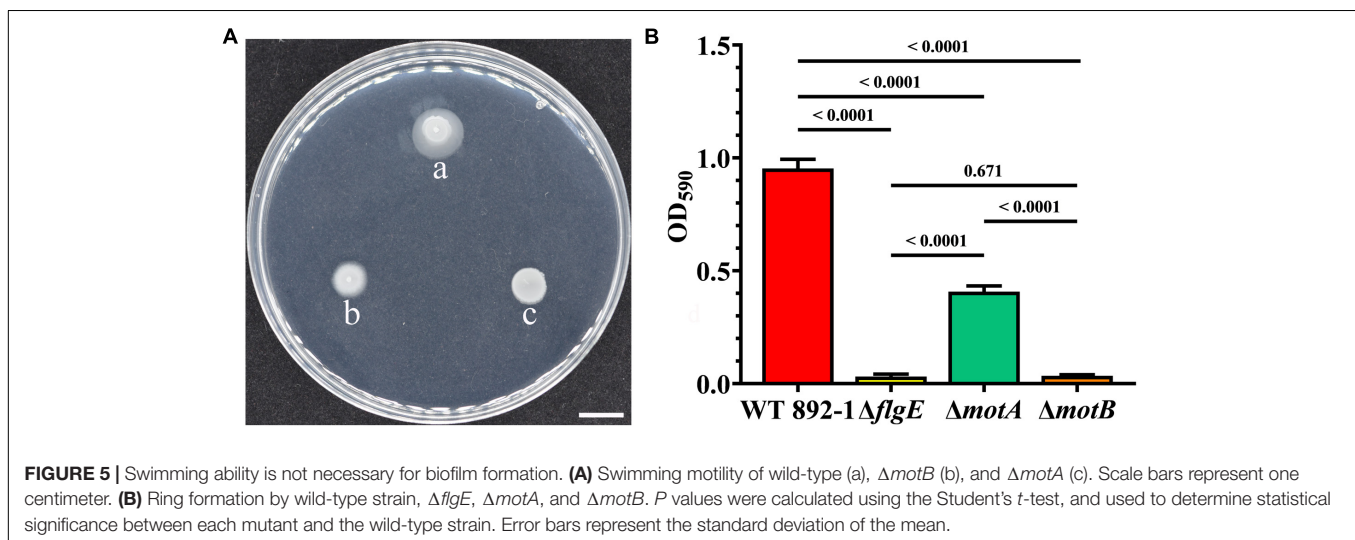 A
a
b
c
B
1.5
1.0
0.5
0.0
OD590
< 0.0001
< 0.0001
< 0.0001
0.671
< 0.0001
< 0.0001
d
WT 892-1 ΔflgE ΔmotA ΔmotB
FIGURE 5 | Swimming ability is not necessary for biofilm formation. (A) Swimming motility of wild-type (a), ΔmotB (b), and ΔmotA (c). Scale bars represent one
centimeter. (B) Ring formation by wild-type strain, ΔflgE, ΔmotA, and ΔmotB. P values were calculated using the Student's t-test, and used to determine statistical
significance between each mutant and the wild-type strain. Error bars represent the standard deviation of the mean.